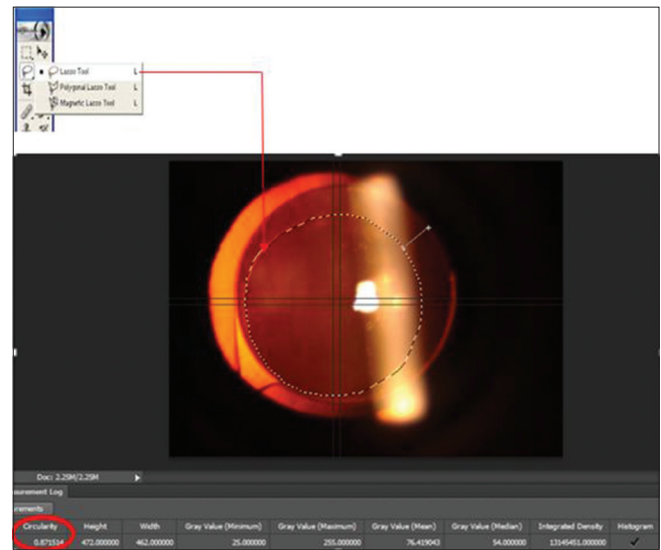 Lasso Tool L
Polygonal Lasso Tool L
Magnetic Lasso Tool L
Doc: 2.25M/2.25M
surement Log
rements
Circularity Height Width Gray Value (Minimum) Gray Value (Maximum) Gray Value (Mean) Gray Value (Median) Integrated Density Histogram
0.871514 472.000000 462.000000 25.000000 255.000000 76.419043 54.000000 13145451.000000